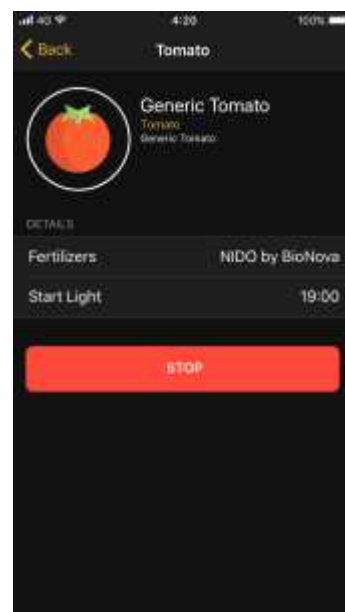 4G
4:20
100%
Back
Tomato
Generic Tomato
Tomato
Generic Tomato
DETAILS
Fertilizers
NIDO by BioNova
Start Light
19:00
STOP